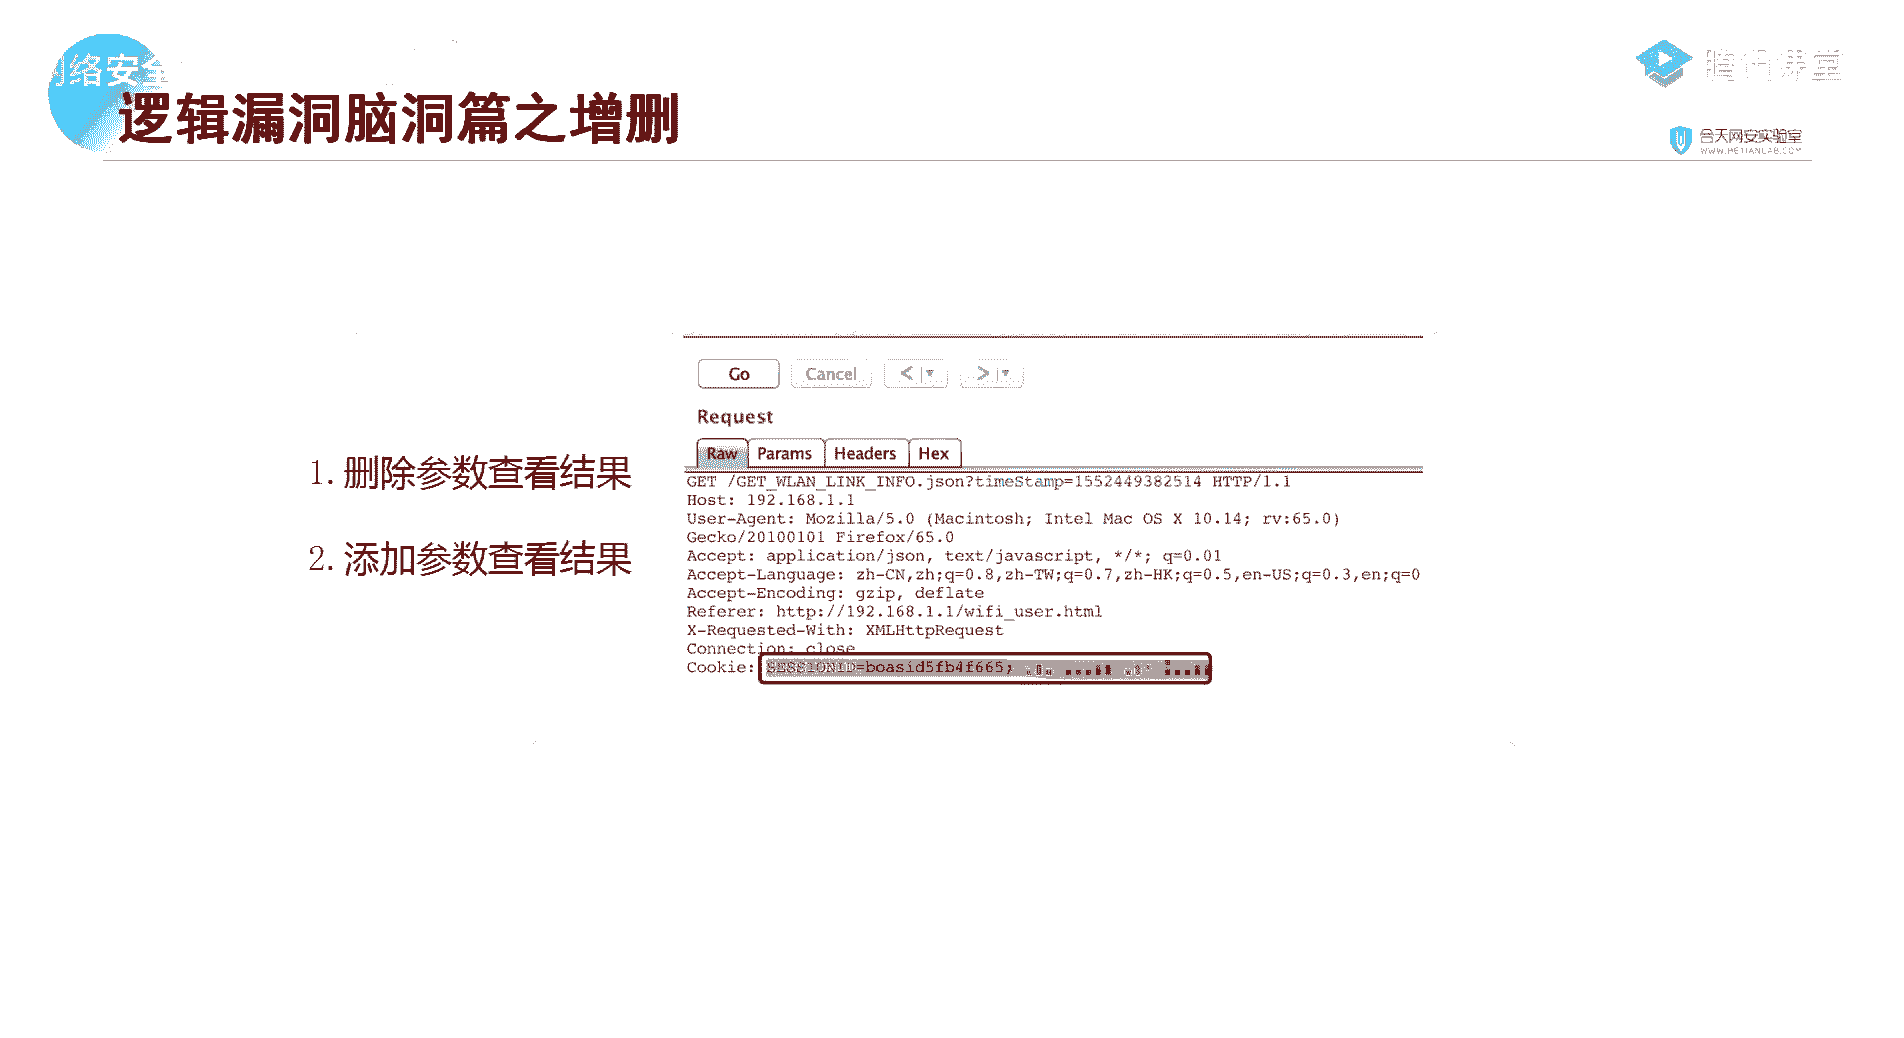 网络安全
逻辑漏洞脑洞篇之增删
腾讯课堂
合天网安实验室
WWW.HETIANLAB.COM
1.删除参数查看结果
2.添加参数查看结果
Go Cancel < >
Request
Raw Params Headers Hex
GET /GET_WLAN_LINK_INFO.json?timeStamp=1552449382514 HTTP/1.1
Host: 192.168.1.1
User-Agent: Mozilla/5.0 (Macintosh; Intel Mac OS X 10.14; rv:65.0)
Gecko/20100101 Firefox/65.0
Accept: application/json, text/javascript, */*; q=0.01
Accept-Language: zh-CN,zh;q=0.8,zh-TW;q=0.7,zh-HK;q=0.5,en-US;q=0.3,en;q=0
Accept-Encoding: gzip, deflate
Referer: http://192.168.1.1/wifi_user.html
X-Requested-With: XMLHttpRequest
Connection: close
Cookie: SESSIONID=boasid5fb4f665;